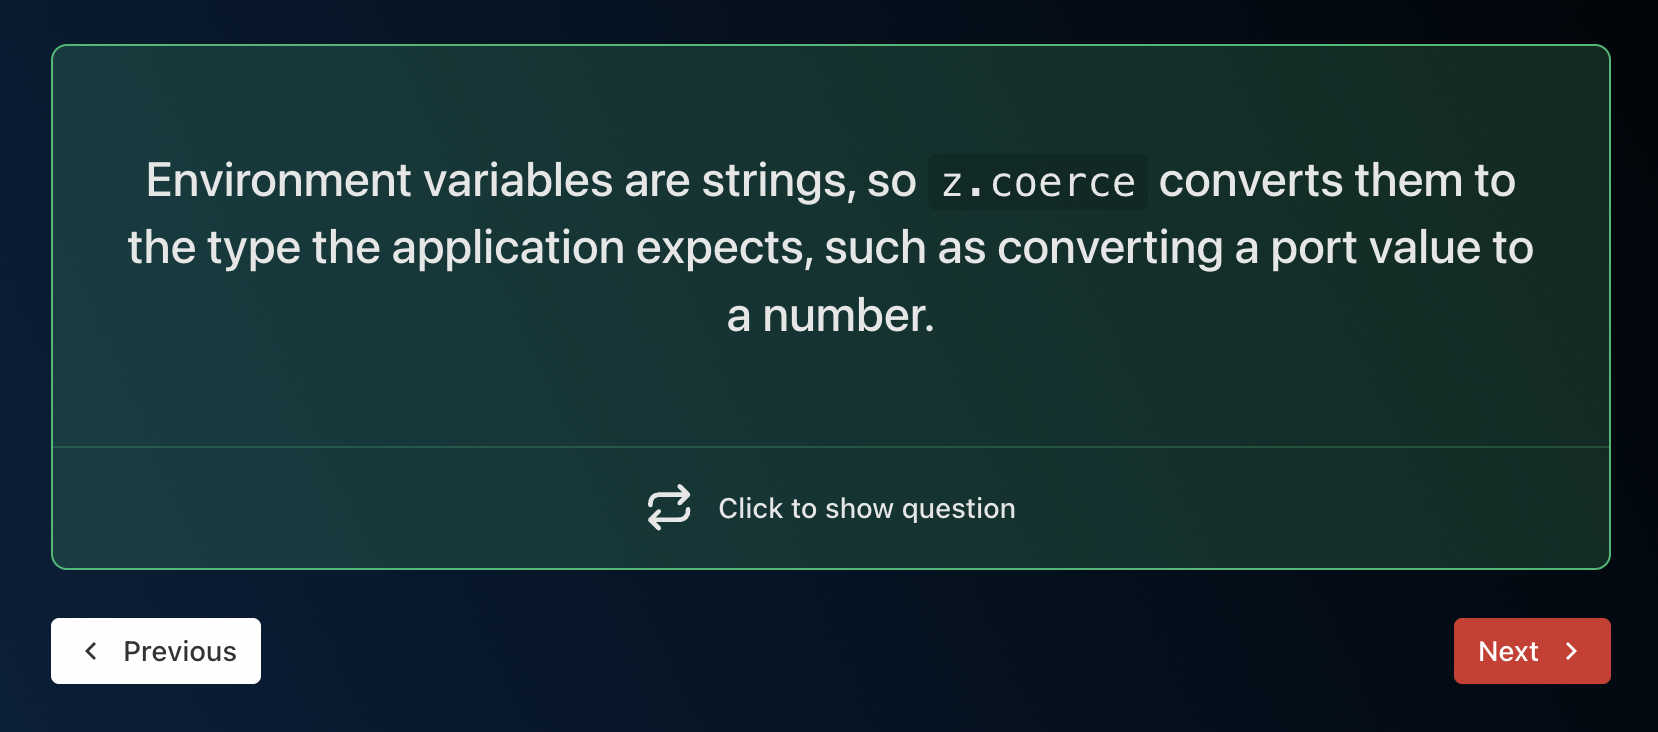 Environment variables are strings, so z.coerce converts them to
the type the application expects, such as converting a port value to
a number.
Click to show question
Previous
Next